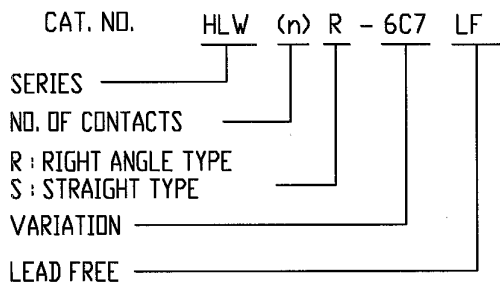 CAT. NO. HLW (n) R - 6C7 LF
SERIES
NO. OF CONTACTS
R : RIGHT ANGLE TYPE
S : STRAIGHT TYPE
VARIATION
LEAD FREE